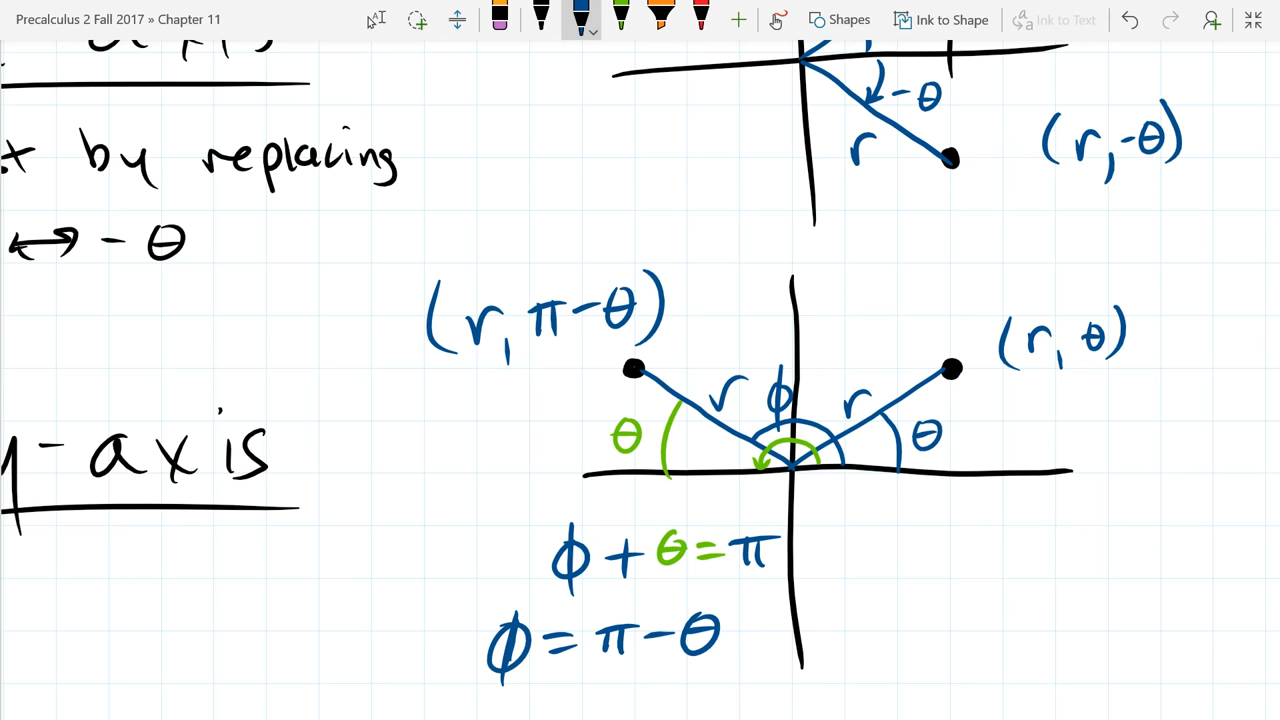 Precalculus 2 Fall 2017 » Chapter 11
Shapes
Ink to Shape
Ink to Text
by replacing
↔ - θ
-θ
r
(r, -θ)
(r, π-θ)
(r, θ)
θ
r
ϕ
r
θ
y-axis
ϕ + θ = π
ϕ = π - θ